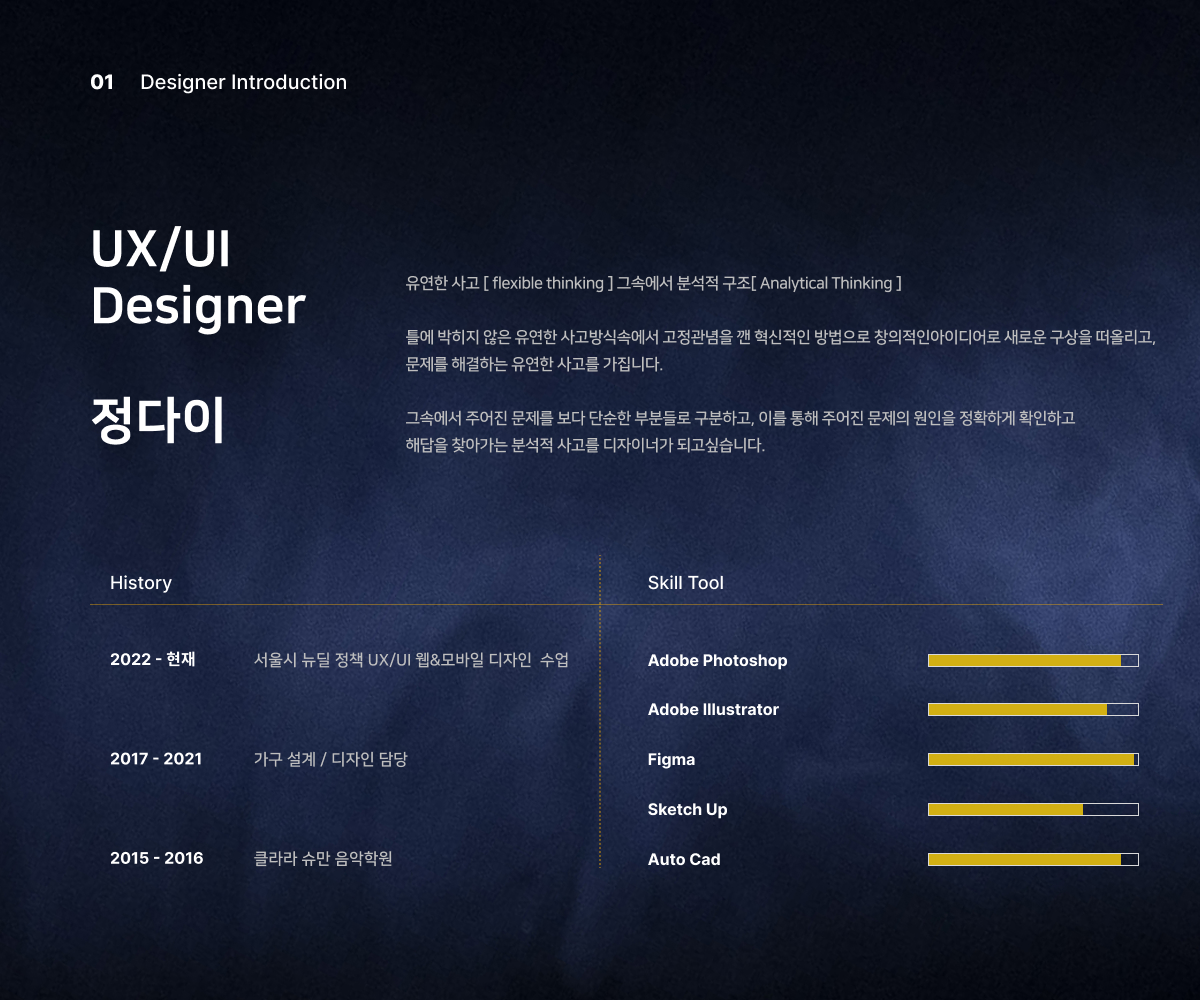 01 Designer Introduction
UX/UI
Designer
정다이
유연한 사고 [ flexible thinking ] 그속에서 분석적 구조[ Analytical Thinking ]
틀에 박히지 않은 유연한 사고방식속에서 고정관념을 깬 혁신적인 방법으로 창의적인아이디어로 새로운 구상을 떠올리고,
문제를 해결하는 유연한 사고를 가집니다.
그속에서 주어진 문제를 보다 단순한 부분들로 구분하고, 이를 통해 주어진 문제의 원인을 정확하게 확인하고
해답을 찾아가는 분석적 사고를 디자이너가 되고싶습니다.
History
2022 - 현재 서울시 뉴딜 정책 UX/UI 웹&모바일 디자인 수업
2017 - 2021 가구 설계 / 디자인 담당
2015 - 2016 클라라 슈만 음악학원
Skill Tool
Adobe Photoshop
Adobe Illustrator
Figma
Sketch Up
Auto Cad